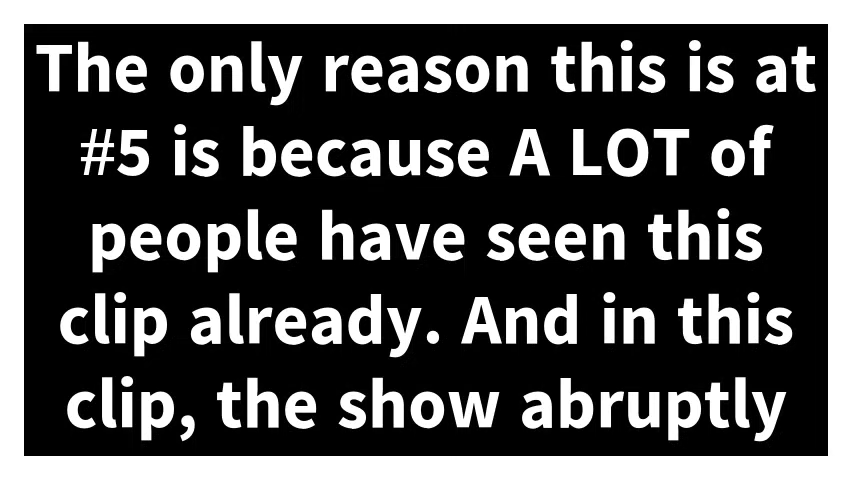 The only reason this is at
#5 is because A LOT of
people have seen this
clip already. And in this
clip, the show abruptly